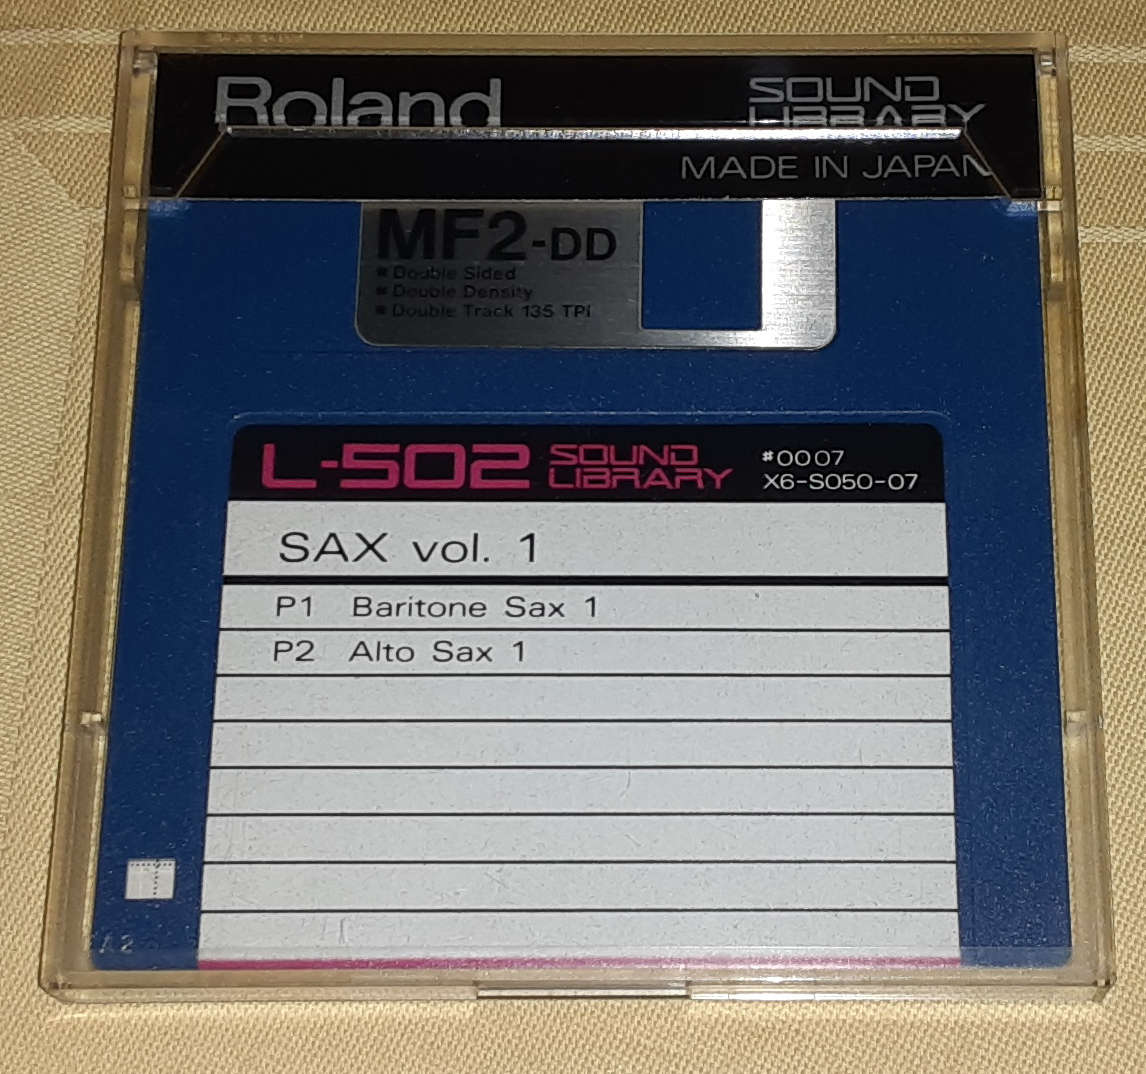 Roland
SOUND
LIBRARY
MADE IN JAPAN
MF2-DD
Double Sided
Double Density
Double Track 135 TPI
L-502 SOUND
LIBRARY
#0007
X6-S050-07
SAX vol. 1
P1 Baritone Sax 1
P2 Alto Sax 1